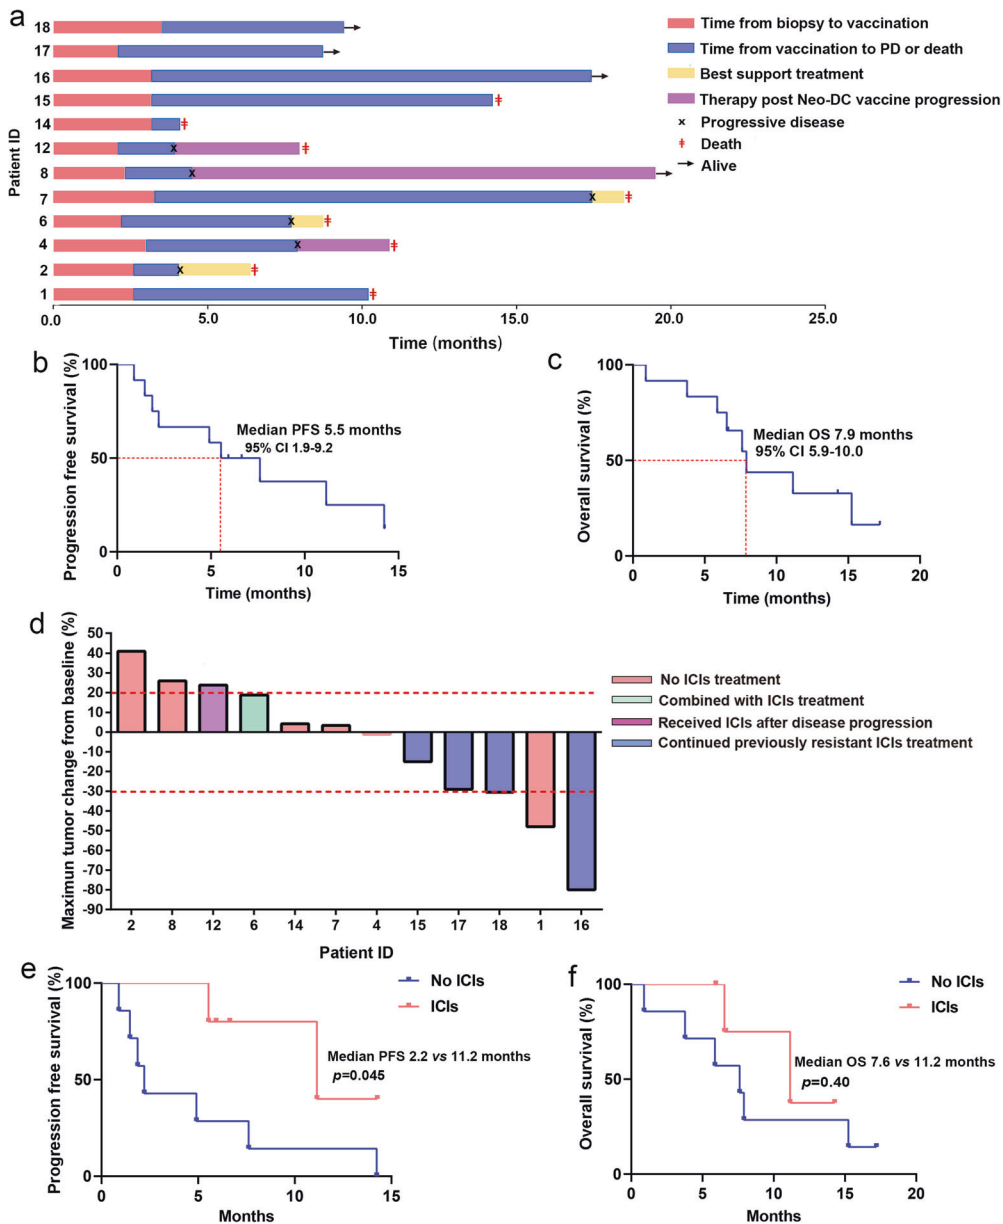 a
18
17
16
15
14
12
8
7
6
4
2
1
Patient ID
0.0 5.0 10.0 15.0 20.0 25.0
Time (months)
Time from biopsy to vaccination
Time from vaccination to PD or death
Best support treatment
Therapy post Neo-DC vaccine progression
x Progressive disease
Death
Alive
b
Progression free survival (%)
100
50
0
0 5 10 15
Time (months)
Median PFS 5.5 months
95% CI 1.9-9.2
c
Overall survival (%)
100
50
0
0 5 10 15 20
Time (months)
Median OS 7.9 months
95% CI 5.9-10.0
d
Maximun tumor change from baseline (%)
50
40
30
20
10
0
-10
-20
-30
-40
-50
-60
-70
-80
-90
2 8 12 6 14 7 4 15 17 18 1 16
Patient ID
No ICIs treatment
Combined with ICIs treatment
Received ICIs after disease progression
Continued previously resistant ICIs treatment
e
Progression free survival (%)
100
50
0
0 5 10 15
Months
No ICIs
ICIs
Median PFS 2.2 vs 11.2 months
p=0.045
f
Overall survival (%)
100
50
0
0 5 10 15 20
Months
No ICIs
ICIs
Median OS 7.6 vs 11.2 months
p=0.40